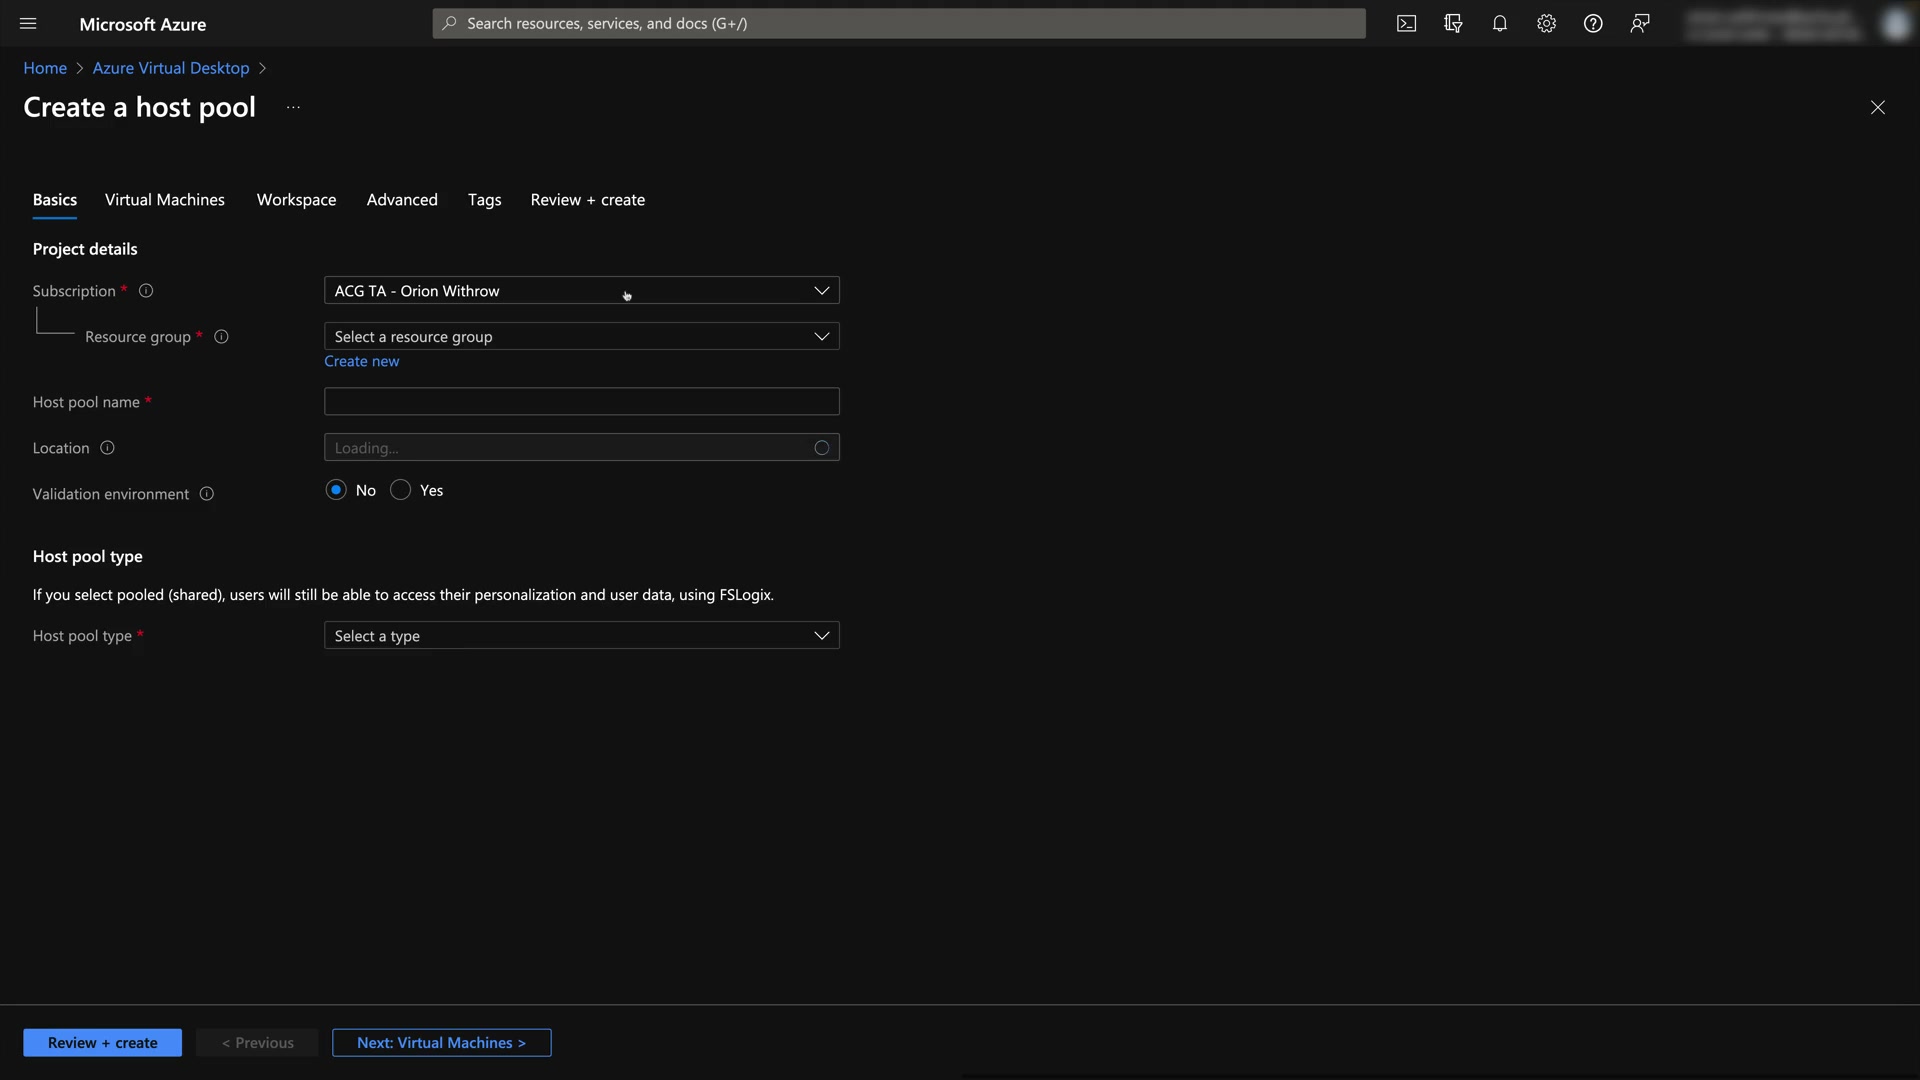 Microsoft Azure
Search resources, services, and docs (G+/)
Home > Azure Virtual Desktop >
Create a host pool ...
Basics Virtual Machines Workspace Advanced Tags Review + create
Project details
Subscription * ACG TA - Orion Withrow
Resource group * Select a resource group
Create new
Host pool name *
Location Loading...
Validation environment No Yes
Host pool type
If you select pooled (shared), users will still be able to access their personalization and user data, using FSLogix.
Host pool type * Select a type
Review + create < Previous Next: Virtual Machines >